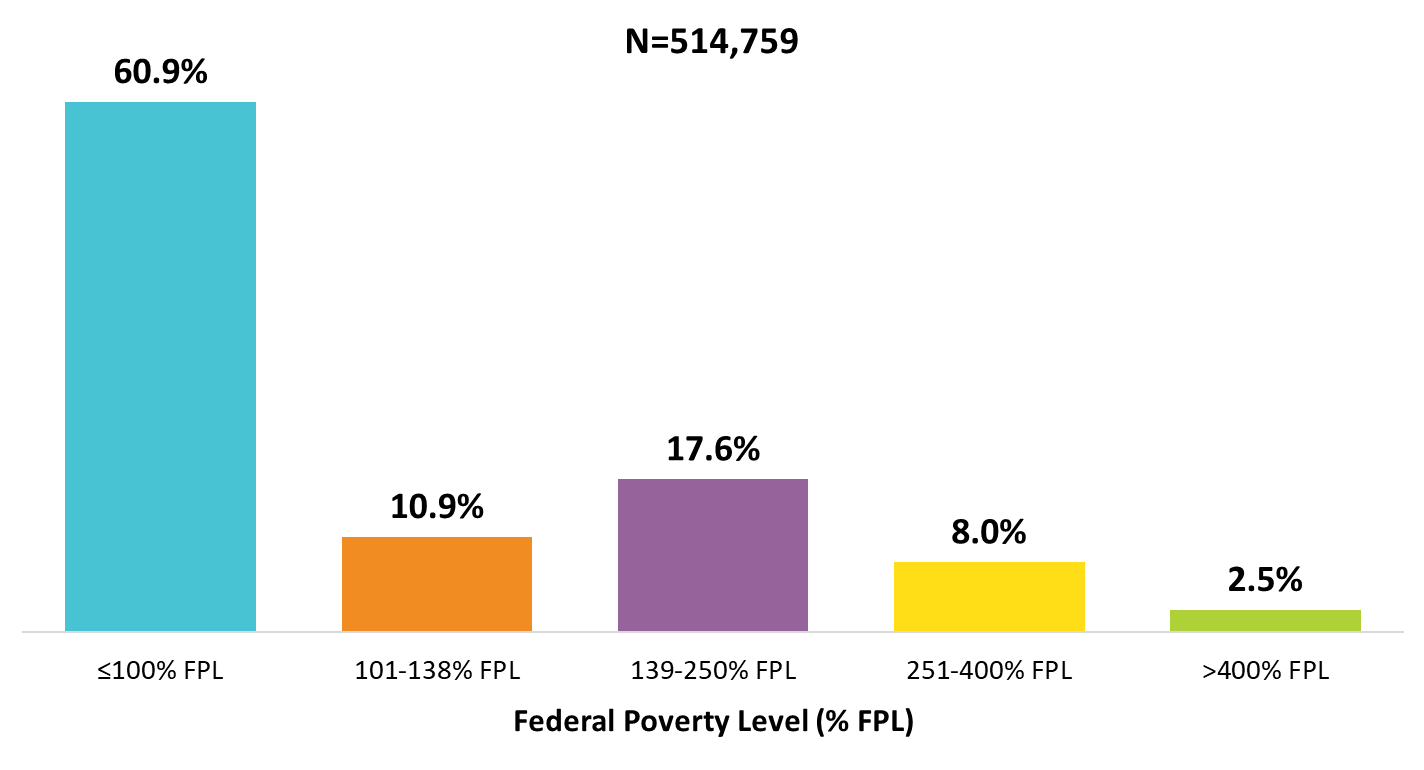 N=514,759
60.9%
10.9%
17.6%
8.0%
2.5%
≤100% FPL
101-138% FPL
139-250% FPL
251-400% FPL
>400% FPL
Federal Poverty Level (% FPL)